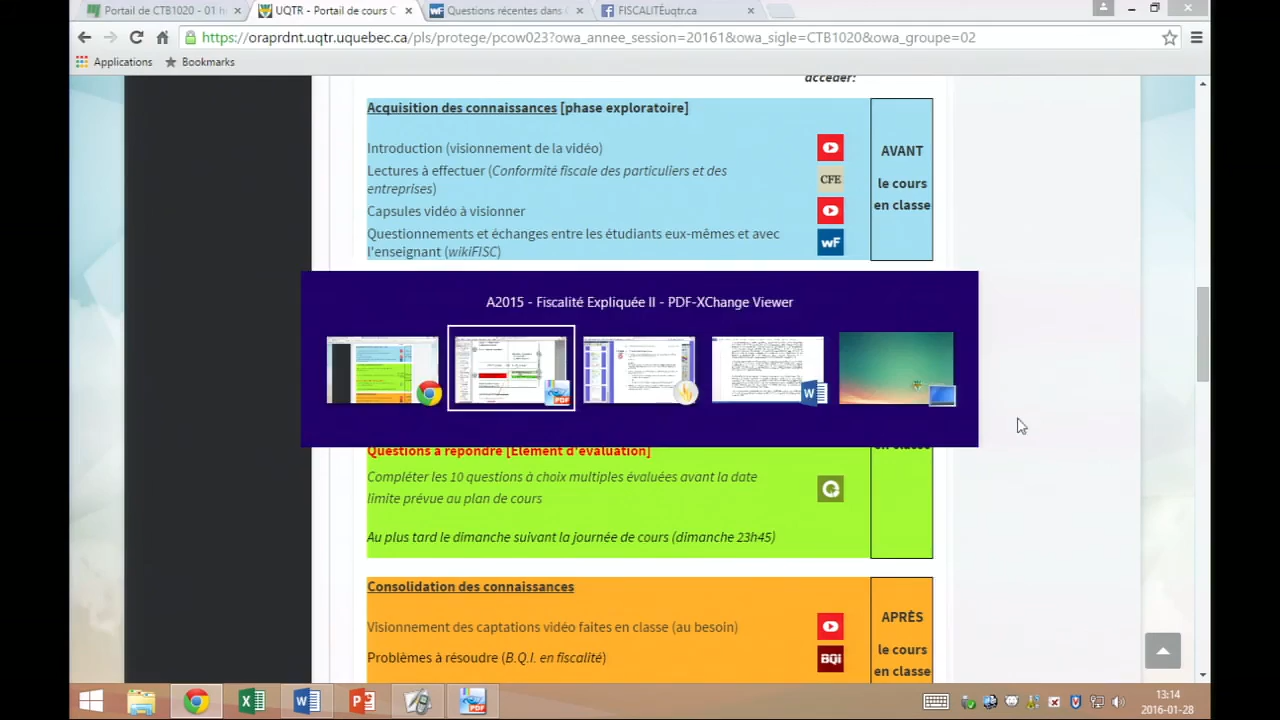 Portail de CTB1020 - 01 h
UQTR - Portail de cours C
Questions récentes dans (
FISCALITÉuqtr.ca
https://oraprdnt.uqtr.uquebec.ca/pls/protege/pcow023?owa_annee_session=20161&owa_sigle=CTB1020&owa_groupe=02
Applications
Bookmarks
accéder:
Acquisition des connaissances [phase exploratoire]
Introduction (visionnement de la vidéo)
Lectures à effectuer (Conformité fiscale des particuliers et des
entreprises)
CFE
Capsules vidéo à visionner
Questionnements et échanges entre les étudiants eux-mêmes et avec
l'enseignant (wikiFISC)
wF
AVANT
le cours
en classe
A2015 - Fiscalité Expliquée II - PDF-XChange Viewer
Questions à répondre [Élément d'évaluation]
en classe
Compléter les 10 questions à choix multiples évaluées avant la date
limite prévue au plan de cours
Au plus tard le dimanche suivant la journée de cours (dimanche 23h45)
Consolidation des connaissances
Visionnement des captations vidéo faites en classe (au besoin)
Problèmes à résoudre (B.Q.I. en fiscalité)
BQi
APRÈS
le cours
en classe
13:14
2016-01-28